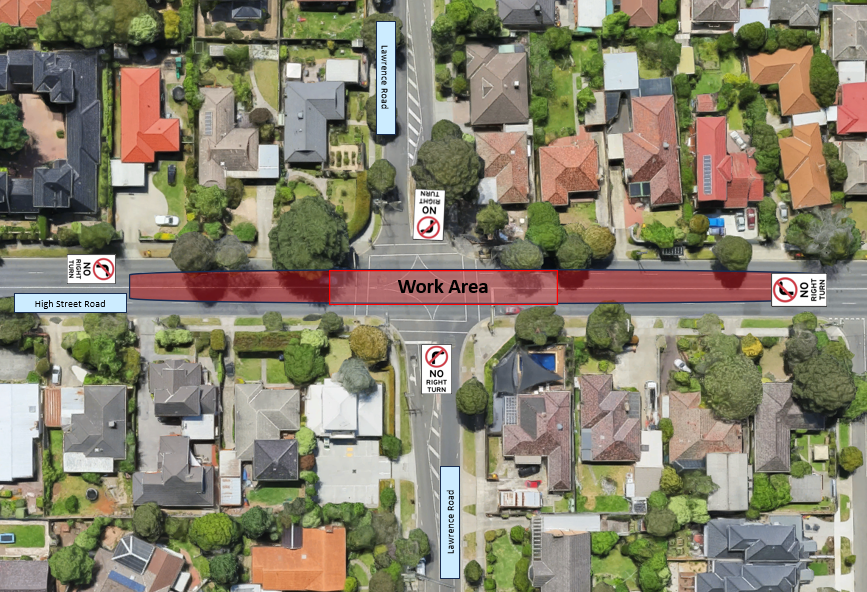 Lawrence Road
NO
RIGHT
TURN
NO
RIGHT
TURN
Work Area
NO
RIGHT
TURN
High Street Road
NO
RIGHT
TURN
Lawrence Road